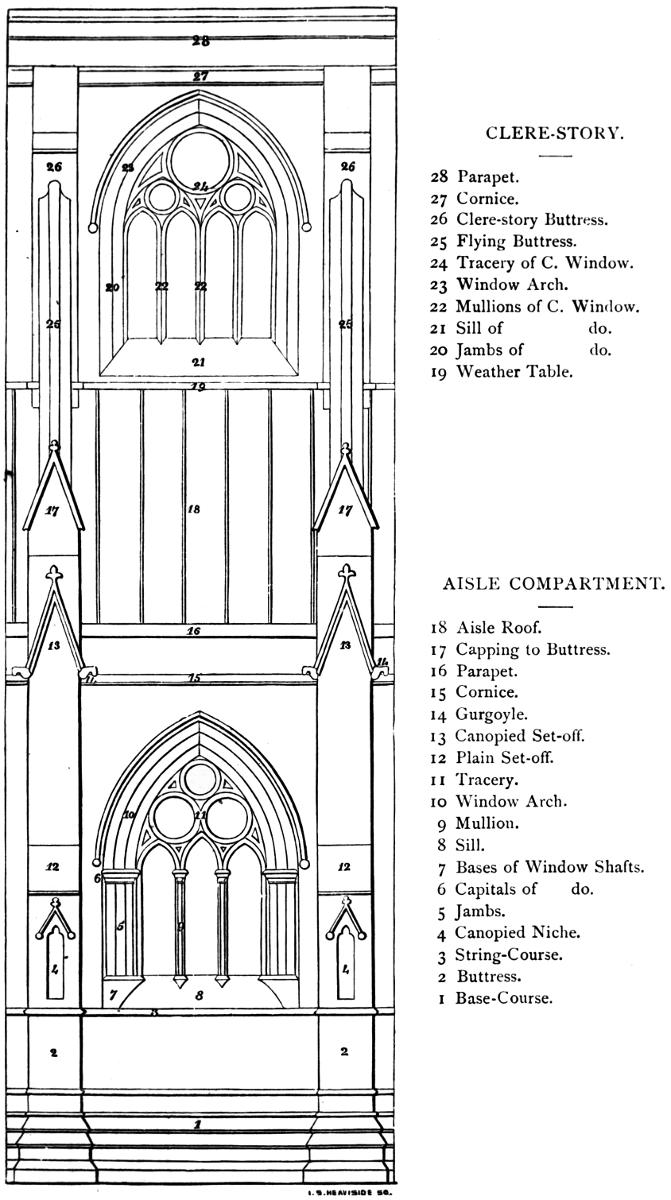 28
27
23
26 26
24
20 22 22
25 25
21
19
17 18 17
16
13 13
14
14 15
10 11
12 12
6
5 9
4 4
7 8
3
2 2
1
I. S. HEAVISIDE SC.
CLERE-STORY.
28 Parapet.
27 Cornice.
26 Clere-story Buttress.
25 Flying Buttress.
24 Tracery of C. Window.
23 Window Arch.
22 Mullions of C. Window.
21 Sill of do.
20 Jambs of do.
19 Weather Table.
AISLE COMPARTMENT.
18 Aisle Roof.
17 Capping to Buttress.
16 Parapet.
15 Cornice.
14 Gurgoyle.
13 Canopied Set-off.
12 Plain Set-off.
11 Tracery.
10 Window Arch.
9 Mullion.
8 Sill.
7 Bases of Window Shafts.
6 Capitals of do.
5 Jambs.
4 Canopied Niche.
3 String-Course.
2 Buttress.
1 Base-Course.